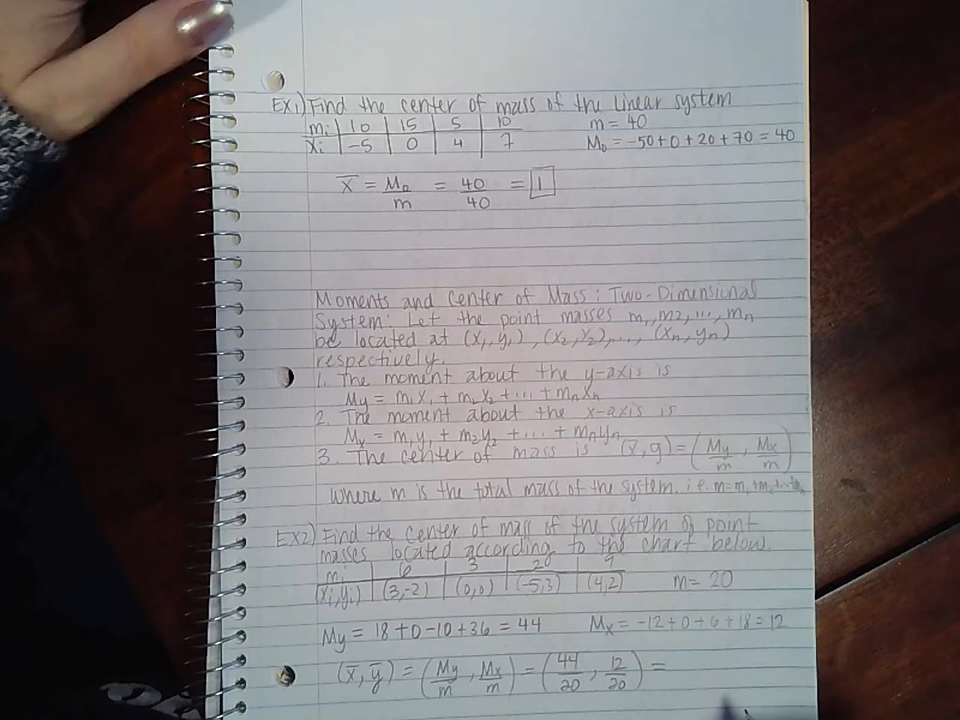 EX1) Find the center of mass of the linear system
mi | 10 | 15 | 5 | 10 m = 40
xi | -5 | 0 | 4 | 7 M₀ = -50+0+20+70 = 40
x̅ = M₀/m = 40/40 = 1
Moments and Center of Mass: Two-Dimensional
System: Let the point masses m₁, m2, ..., mn
be located at (x₁, y₁), (x₂, y₂), ..., (xn, yn)
respectively.
1. The moment about the y-axis is
My = m₁x₁ + m₂x₂ + ... + mnxn
2. The moment about the x-axis is
Mx = m₁y₁ + m₂y₂ + ... + mnyn
3. The center of mass is (x̅, y̅) = (My/m, Mx/m)
where m is the total mass of the system. i.e. m = m₁+m₂+...+mn
EX2) Find the center of mass of the system of point
masses located according to the chart below.
mi | 6 | 3 | 2 | 9
(xi, yi) | (3,-2) | (0,0) | (-5,3) | (4,2) m = 20
My = 18+0-10+36 = 44 Mx = -12+0+6+18 = 12
(x̅, y̅) = (My/m, Mx/m) = (44/20, 12/20) =